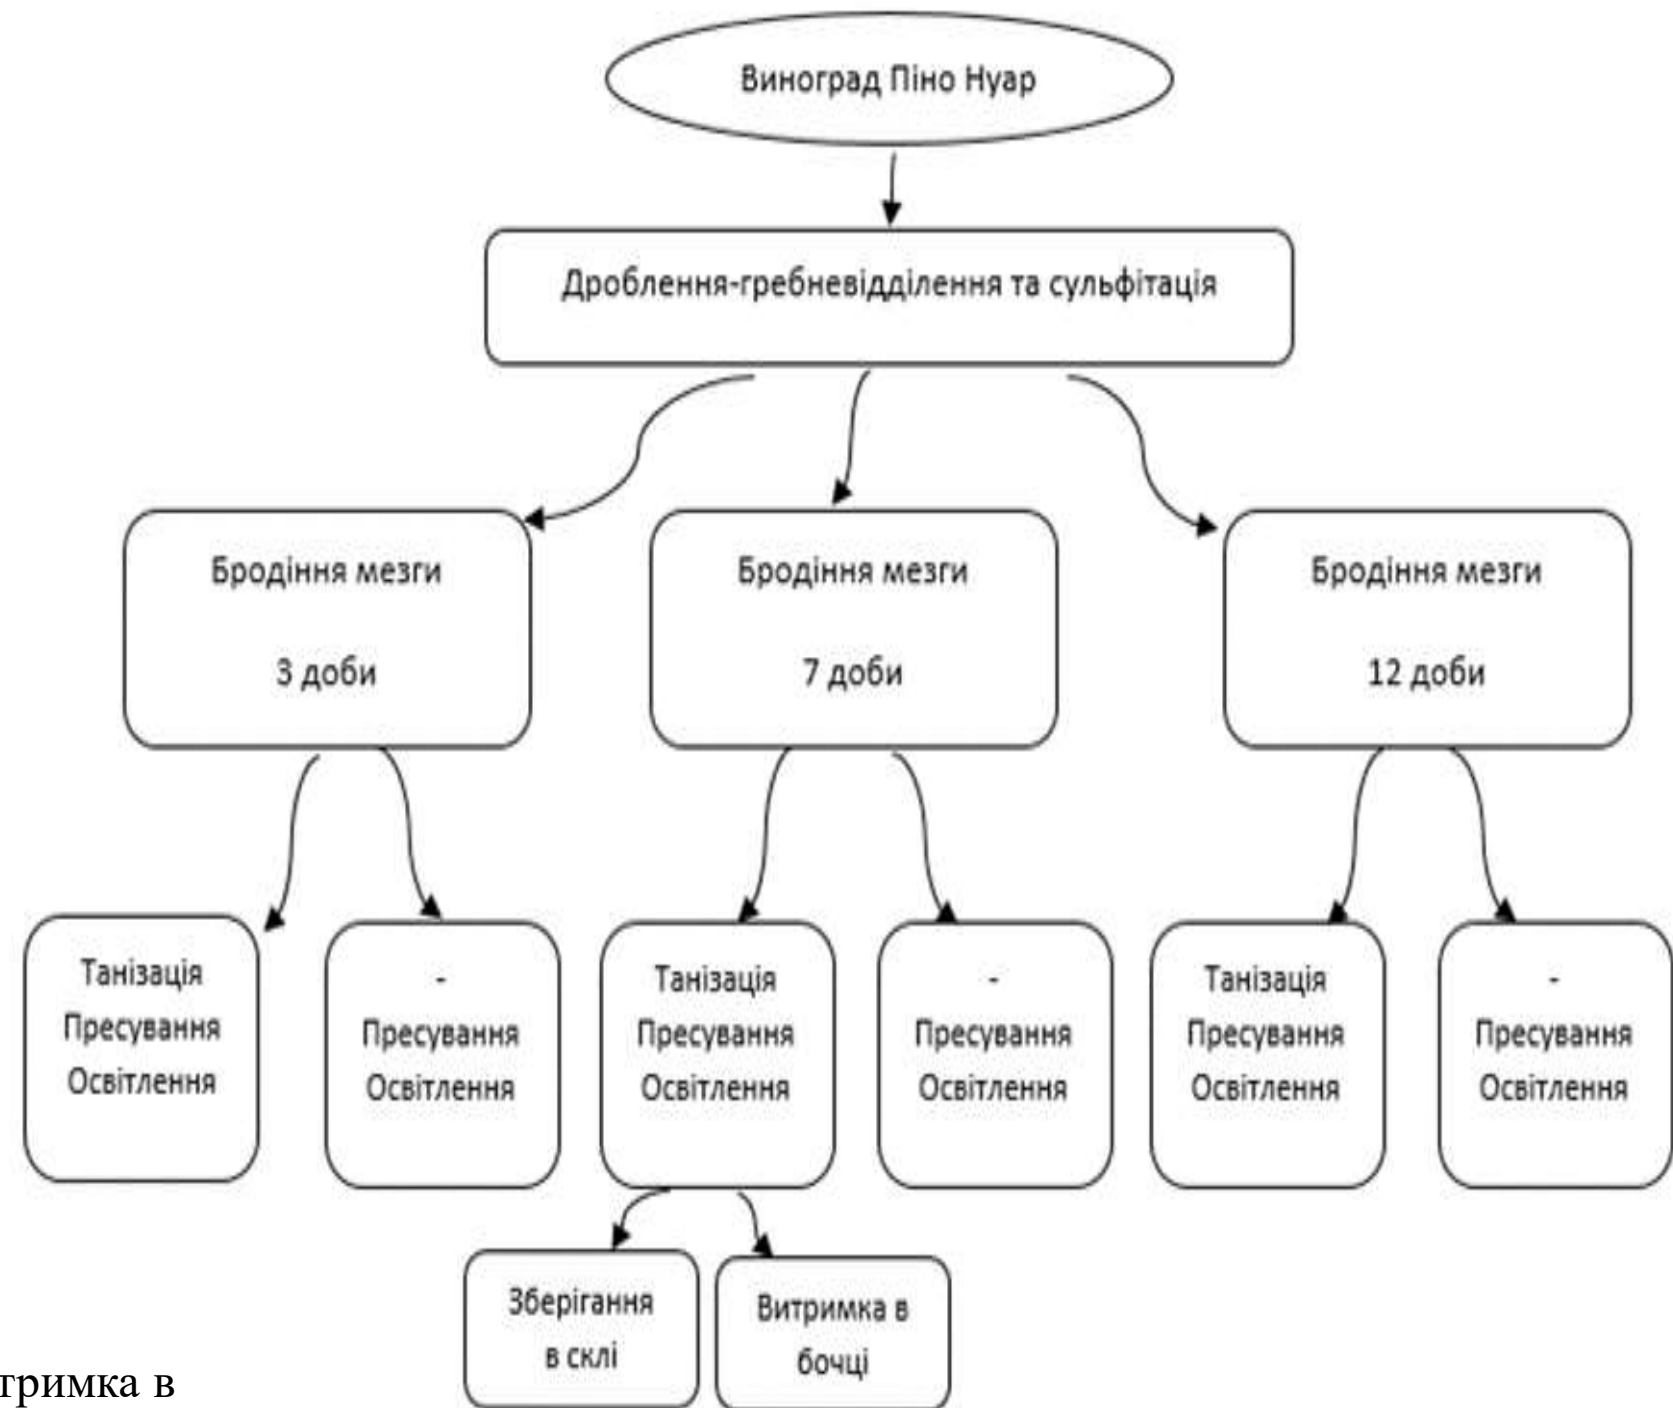 Виноград Піно Нуар
Дроблення-гребневідділення та сульфітація
Бродіння мезги
3 доби
Бродіння мезги
7 доби
Бродіння мезги
12 доби
Танізація
Пресування
Освітлення
-
Пресування
Освітлення
Танізація
Пресування
Освітлення
-
Пресування
Освітлення
Танізація
Пресування
Освітлення
-
Пресування
Освітлення
Зберігання
в склі
Витримка в
бочці
тримка в